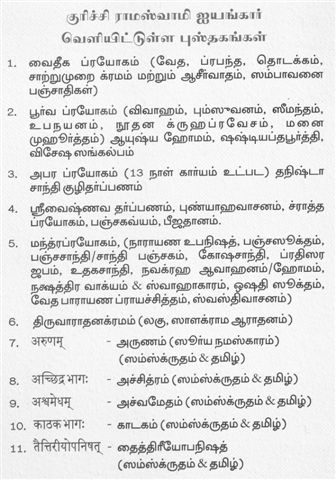 குரிச்சி ராமஸ்வாமி ஐயங்கார்
வெளியிட்டுள்ள புஸ்தகங்கள்
1. வைதீக ப்ரயோகம் (வேத, ப்ரபந்த, தொடக்கம்,
சாற்றுமுறை க்ரமம் மற்றும் ஆசீர்வாதம், ஸம்பாவனை
பஞ்சாதிகள்)
2. பூர்வ ப்ரயோகம் (விவாஹம், பும்ஸுவனம், ஸீமந்தம்,
உபநயனம், நூதன க்ருஹப்ரவேசம், மனை
முஹூர்த்தம்) ஆயுஷ்ய ஹோமம், ஷஷ்டியப்தபூர்த்தி,
விசேஷ ஸங்கல்பம்
3. அபர ப்ரயோகம் (13 நாள் கார்யம் உட்பட) தநிஷ்டா
சாந்தி குழிதர்ப்பணம்
4. ஸ்ரீவைஷ்ணவ தர்ப்பணம், புண்யாஹவாசனம், ச்ராத்த
ப்ரயோகம், பஞ்சகவ்யம், பீஜதானம்.
5. மந்த்ரப்ரயோகம், (நாராயண உபநிஷத், பஞ்சஸூக்தம்,
பஞ்சசாந்தி/சாந்தி பஞ்சகம், கோஷசாந்தி, ப்ரதிஸர
ஜபம், உதகசாந்தி, நவக்ரஹ ஆவாஹனம்/ஹோமம்,
நக்ஷத்திர வாக்யம் & ஸ்வாஹாகாரம், ஒஷதி ஸூக்தம்,
வேத பாராயண ப்ராயச்சித்தம், ஸ்வஸ்திவாசனம்)
6. திருவாராதனக்ரமம் (லகு, ஸாளக்ராம ஆராதனம்)
7. अरुणम् - அருணம் (ஸூர்ய நமஸ்காரம்)
(ஸம்ஸ்க்ருதம் & தமிழ்)
8. अच्छिद्र भागः - அச்சித்ரம் (ஸம்ஸ்க்ருதம் & தமிழ்)
9. अश्वमेधम् - அச்வமேதம் (ஸம்ஸ்க்ருதம் & தமிழ்)
10. काठक भागः - காடகம் (ஸம்ஸ்க்ருதம் & தமிழ்)
11. तैत्तिरीयोपनिषत् - தைத்திரீயோபநிஷத்
(ஸம்ஸ்க்ருதம் & தமிழ்)